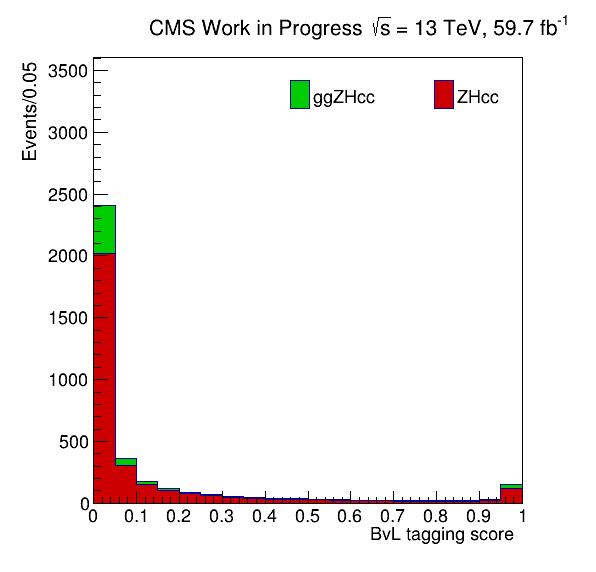 CMS Work in Progress √s = 13 TeV, 59.7 fb⁻¹
Events/0.05
3500
3000
2500
2000
1500
1000
500
0
ggZHcc ZHcc
0 0.1 0.2 0.3 0.4 0.5 0.6 0.7 0.8 0.9 1
BvL tagging score